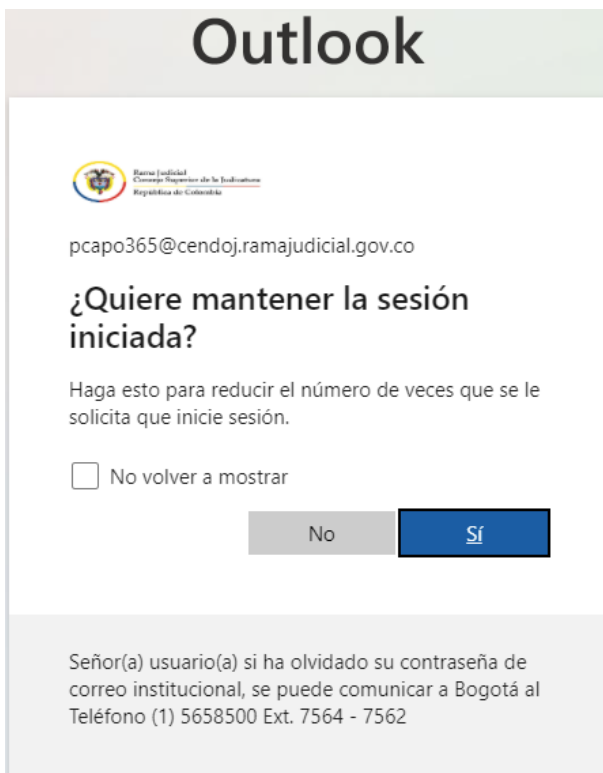 Outlook
Rama Judicial
Consejo Superior de la Judicatura
República de Colombia
pcapo365@cendoj.ramajudicial.gov.co
¿Quiere mantener la sesión
iniciada?
Haga esto para reducir el número de veces que se le
solicita que inicie sesión.
No volver a mostrar
No
Sí
Señor(a) usuario(a) si ha olvidado su contraseña de
correo institucional, se puede comunicar a Bogotá al
Teléfono (1) 5658500 Ext. 7564 - 7562